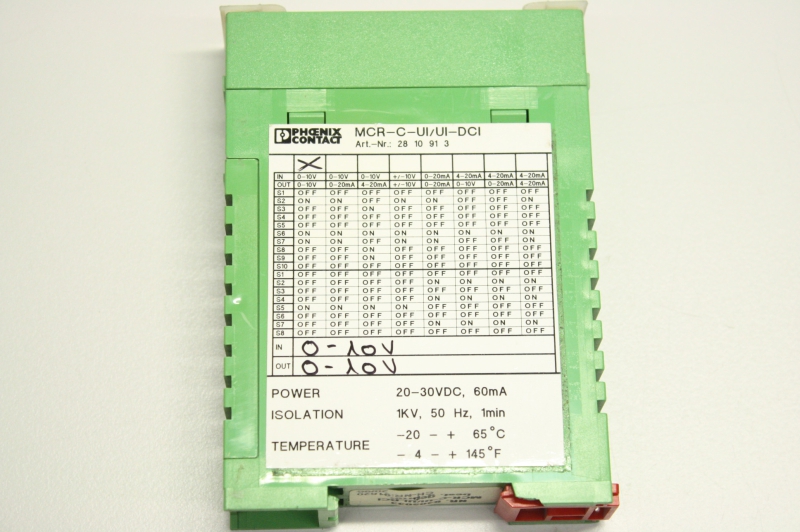 PHŒNIX
CONTACT
MCR-C-UI/UI-DCI
Art.-Nr.: 28 10 91 3
IN 0-10V 0-10V 0-10V +/-10V 0-20mA 4-20mA 4-20mA 4-20mA
OUT 0-10V 0-20mA 4-20mA +/-10V 0-20mA 0-10V 0-20mA 4-20mA
S1 OFF OFF OFF OFF OFF OFF OFF OFF
S2 ON ON ON ON ON OFF OFF ON
S3 OFF OFF OFF OFF OFF OFF OFF OFF
S4 OFF OFF OFF OFF OFF OFF OFF OFF
S5 OFF OFF OFF OFF OFF OFF OFF OFF
S6 ON ON ON ON ON ON ON ON
S7 ON OFF OFF ON OFF ON OFF OFF
S8 OFF OFF ON OFF OFF OFF OFF OFF
S9 OFF OFF ON OFF OFF OFF OFF OFF
S10 OFF OFF OFF OFF OFF OFF OFF OFF
S1 OFF OFF OFF OFF OFF OFF OFF OFF
S2 OFF OFF OFF OFF ON ON ON ON
S3 OFF OFF OFF OFF OFF OFF OFF OFF
S4 OFF OFF OFF OFF ON ON ON ON
S5 ON ON ON ON OFF OFF OFF OFF
S6 OFF OFF OFF OFF OFF OFF OFF OFF
S7 OFF OFF OFF OFF ON ON ON ON
S8 OFF OFF OFF OFF OFF OFF OFF OFF
IN 0-10V
OUT 0-10V
POWER 20-30VDC, 60mA
ISOLATION 1KV, 50 Hz, 1min
TEMPERATURE -20 - + 65°C
- 4 - + 145°F